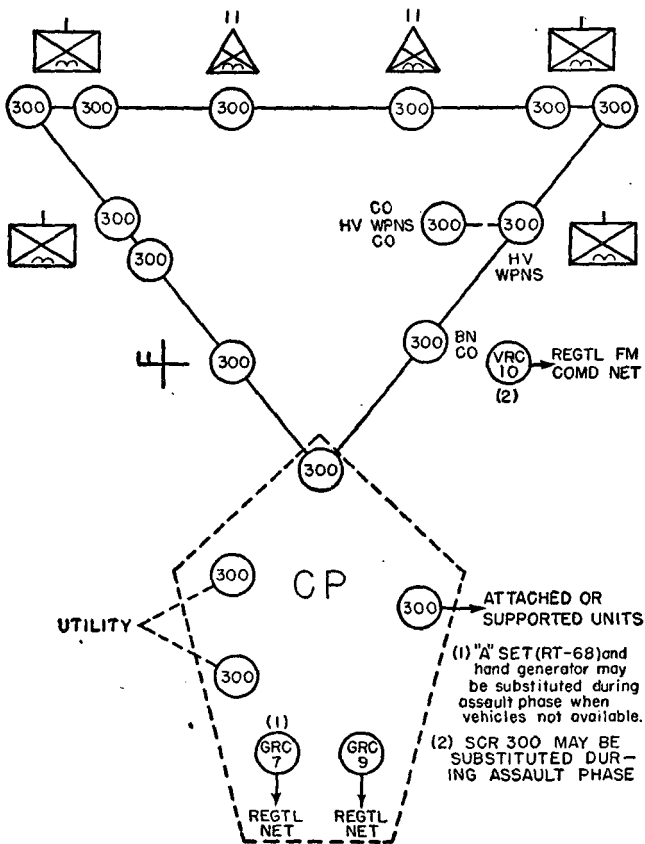 300 300 300 300 300 300
300
300
CO
HV WPNS
CO
300
300
HV
WPNS
300
300
BN
CO
VRC
10
(2)
REGTL FM
COMD NET
300
CP
300
UTILITY
300
300
ATTACHED OR
SUPPORTED UNITS
(1)
GRC
7
REGTL
NET
GRC
9
REGTL
NET
(1) "A" SET (RT-68) and
hand generator may
be substituted during
assault phase when
vehicles not available.
(2) SCR 300 MAY BE
SUBSTITUTED DUR-
ING ASSAULT PHASE